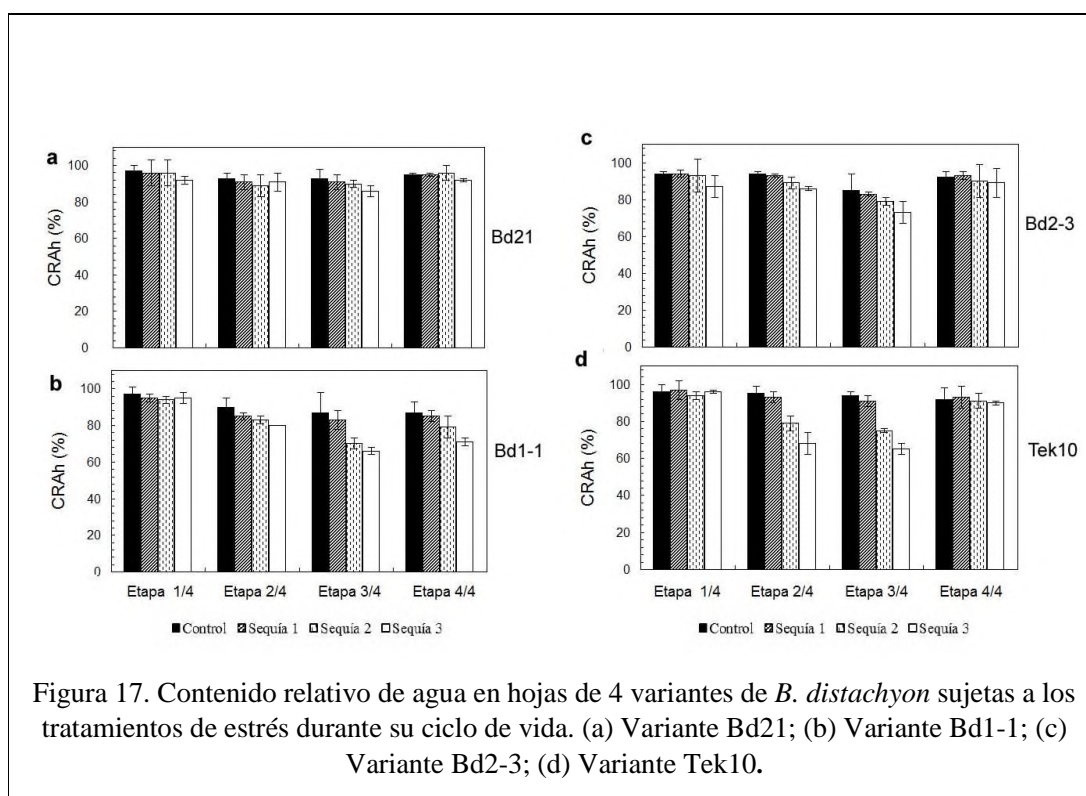 a
CRAh (%)
100
80
60
40
20
0
Bd21
b
CRAh (%)
100
80
60
40
20
0
Bd1-1
Etapa 1/4 Etapa 2/4 Etapa 3/4 Etapa 4/4
Control Sequía 1 Sequía 2 Sequía 3
c
CRAh (%)
100
80
60
40
20
0
Bd2-3
d
CRAh (%)
100
80
60
40
20
0
Tek10
Etapa 1/4 Etapa 2/4 Etapa 3/4 Etapa 4/4
Control Sequía 1 Sequía 2 Sequía 3
Figura 17. Contenido relativo de agua en hojas de 4 variantes de B. distachyon sujetas a los
tratamientos de estrés durante su ciclo de vida. (a) Variante Bd21; (b) Variante Bd1-1; (c)
Variante Bd2-3; (d) Variante Tek10.